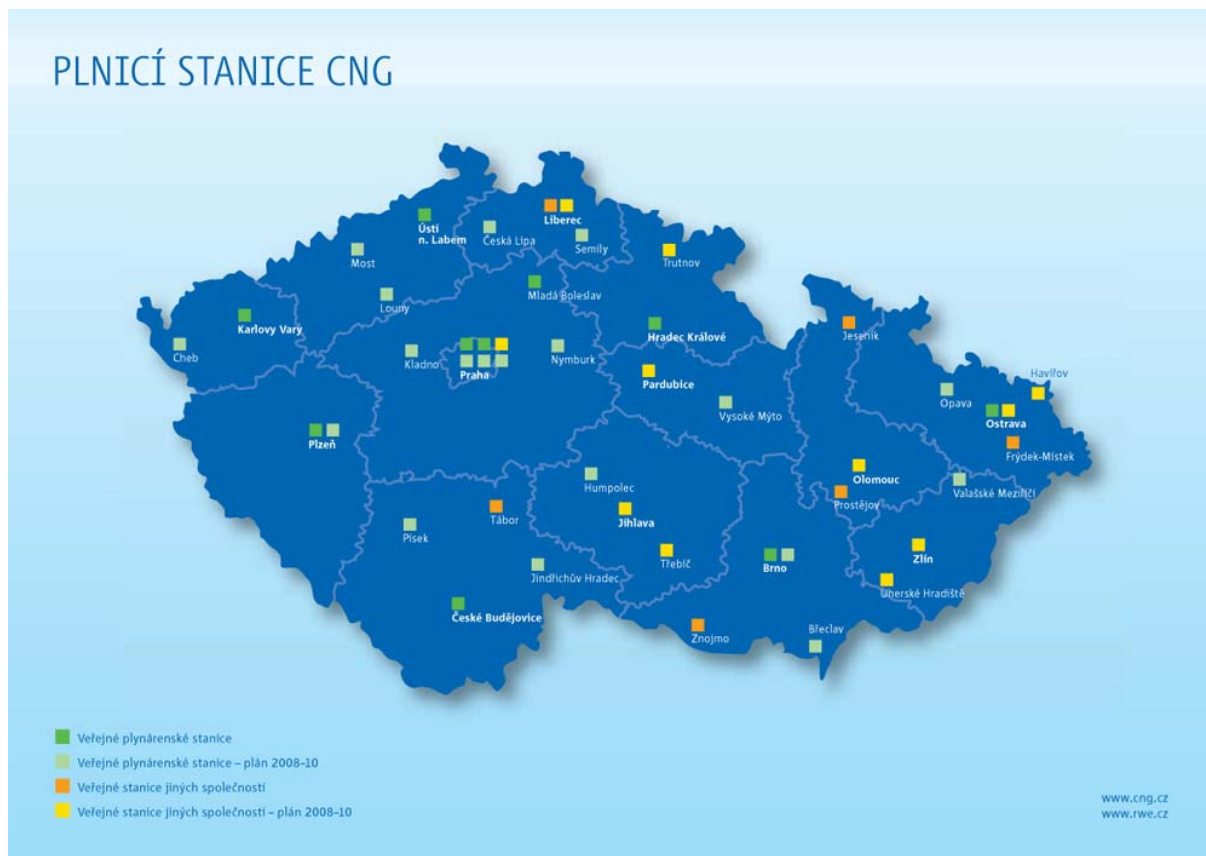 PLNICÍ STANICE CNG
Liberec
Ústí
n. Labem
Česká Lípa
Semily
Most
Trutnov
Louny
Mladá Boleslav
Karlovy Vary
Hradec Králové
Jeseník
Cheb
Kladno
Praha
Nymburk
Pardubice
Havířov
Opava
Vysoké Mýto
Ostrava
Plzeň
Frýdek-Místek
Humpolec
Olomouc
Valašské Meziříčí
Prostějov
Tábor
Jihlava
Písek
Třebíč
Brno
Zlín
Jindřichův Hradec
Uherské Hradiště
České Budějovice
Znojmo
Břeclav
Veřejné plynárenské stanice
Veřejné plynárenské stanice – plán 2008–10
Veřejné stanice jiných společností
Veřejné stanice jiných společností – plán 2008–10
www.cng.cz
www.rwe.cz